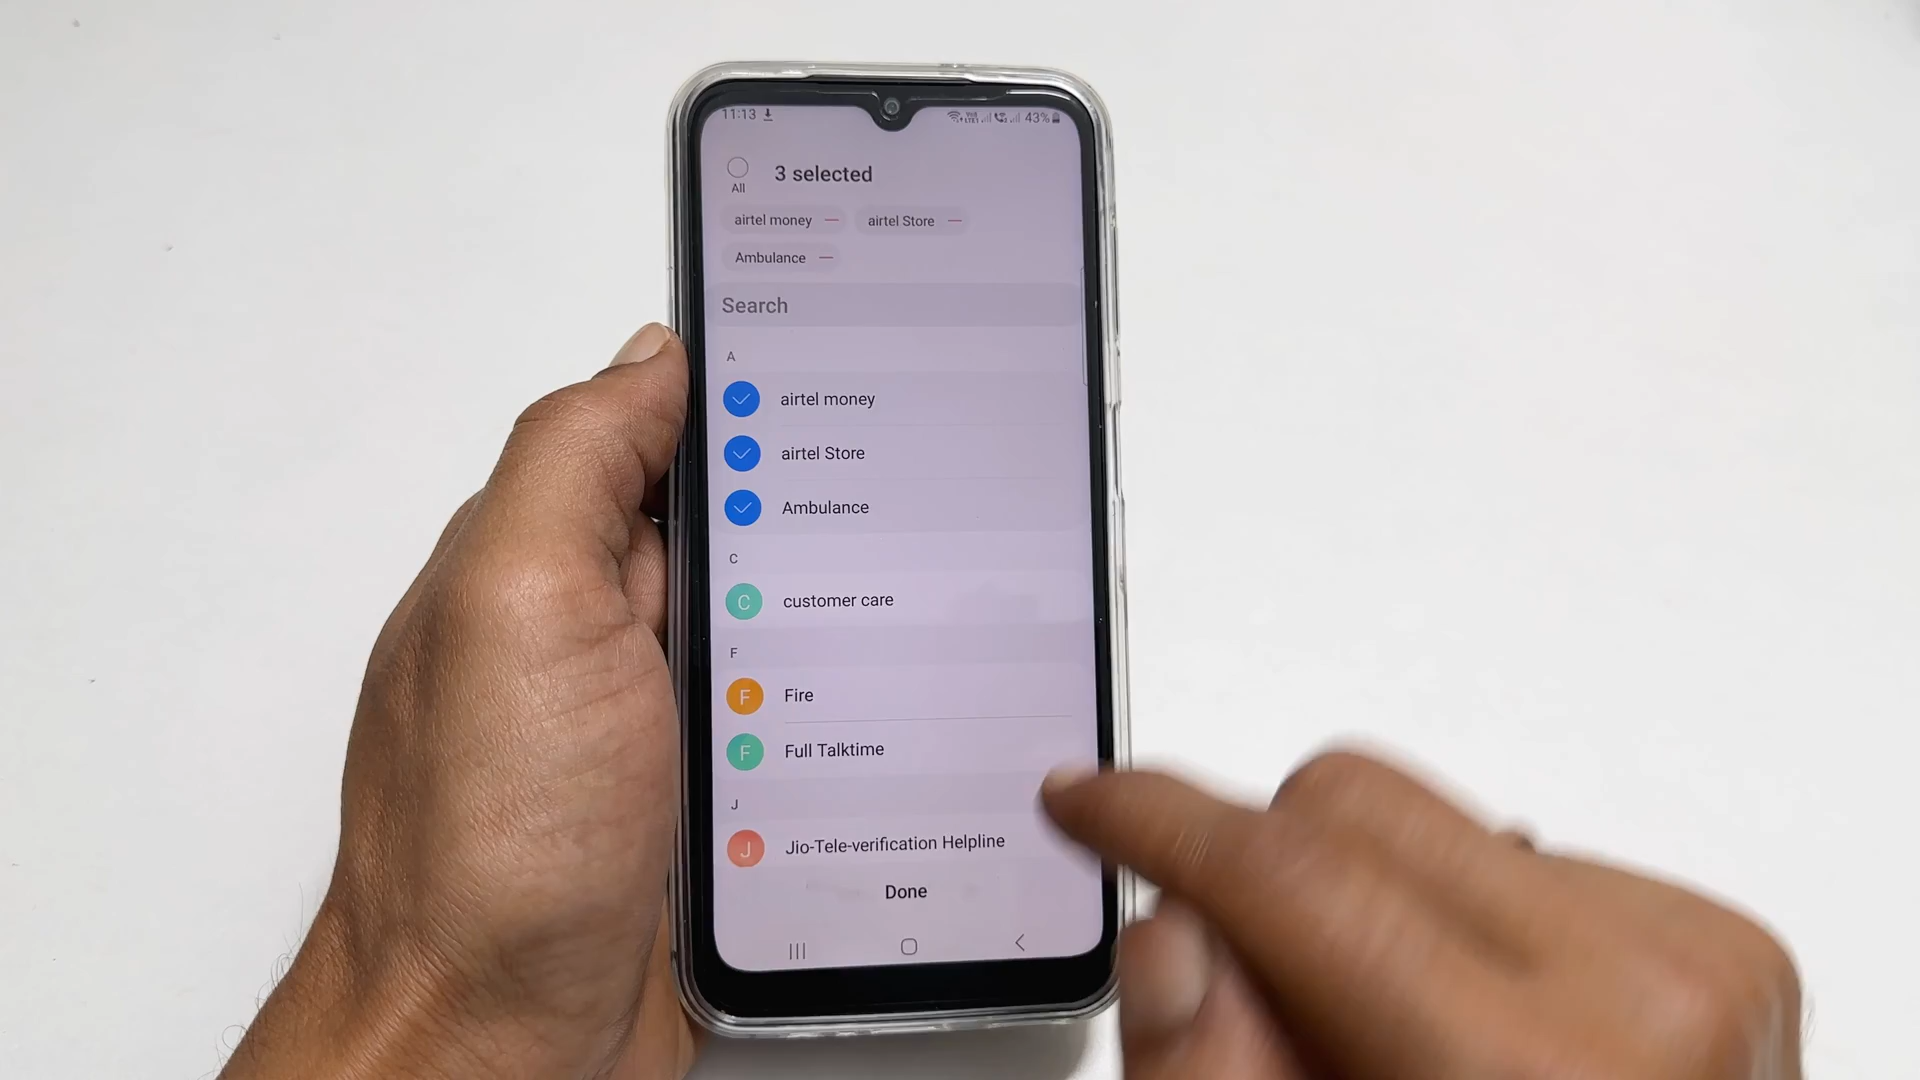 11:13 43%
3 selected
All
airtel money airtel Store
Ambulance
Search
A
airtel money
airtel Store
Ambulance
C
C customer care
F
F Fire
F Full Talktime
J
J Jio-Tele-verification Helpline
Done